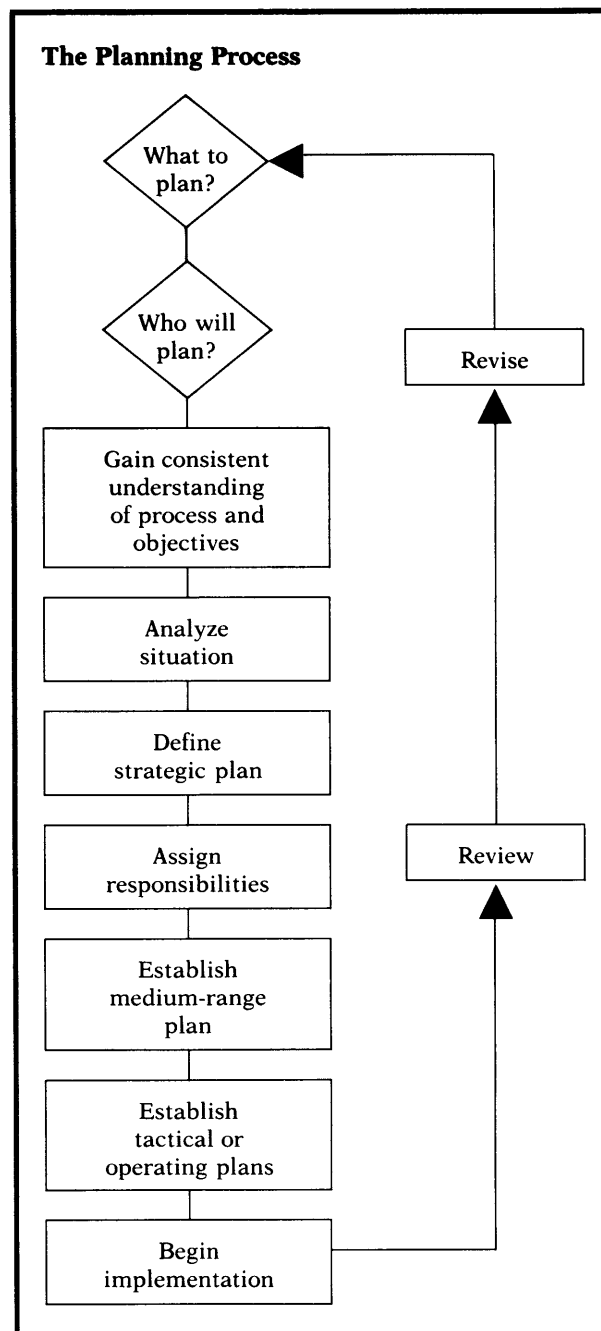 The Planning Process
What to
plan?
Who will
plan?
Gain consistent
understanding
of process and
objectives
Analyze
situation
Define
strategic plan
Assign
responsibilities
Establish
medium-range
plan
Establish
tactical or
operating plans
Begin
implementation
Review
Revise